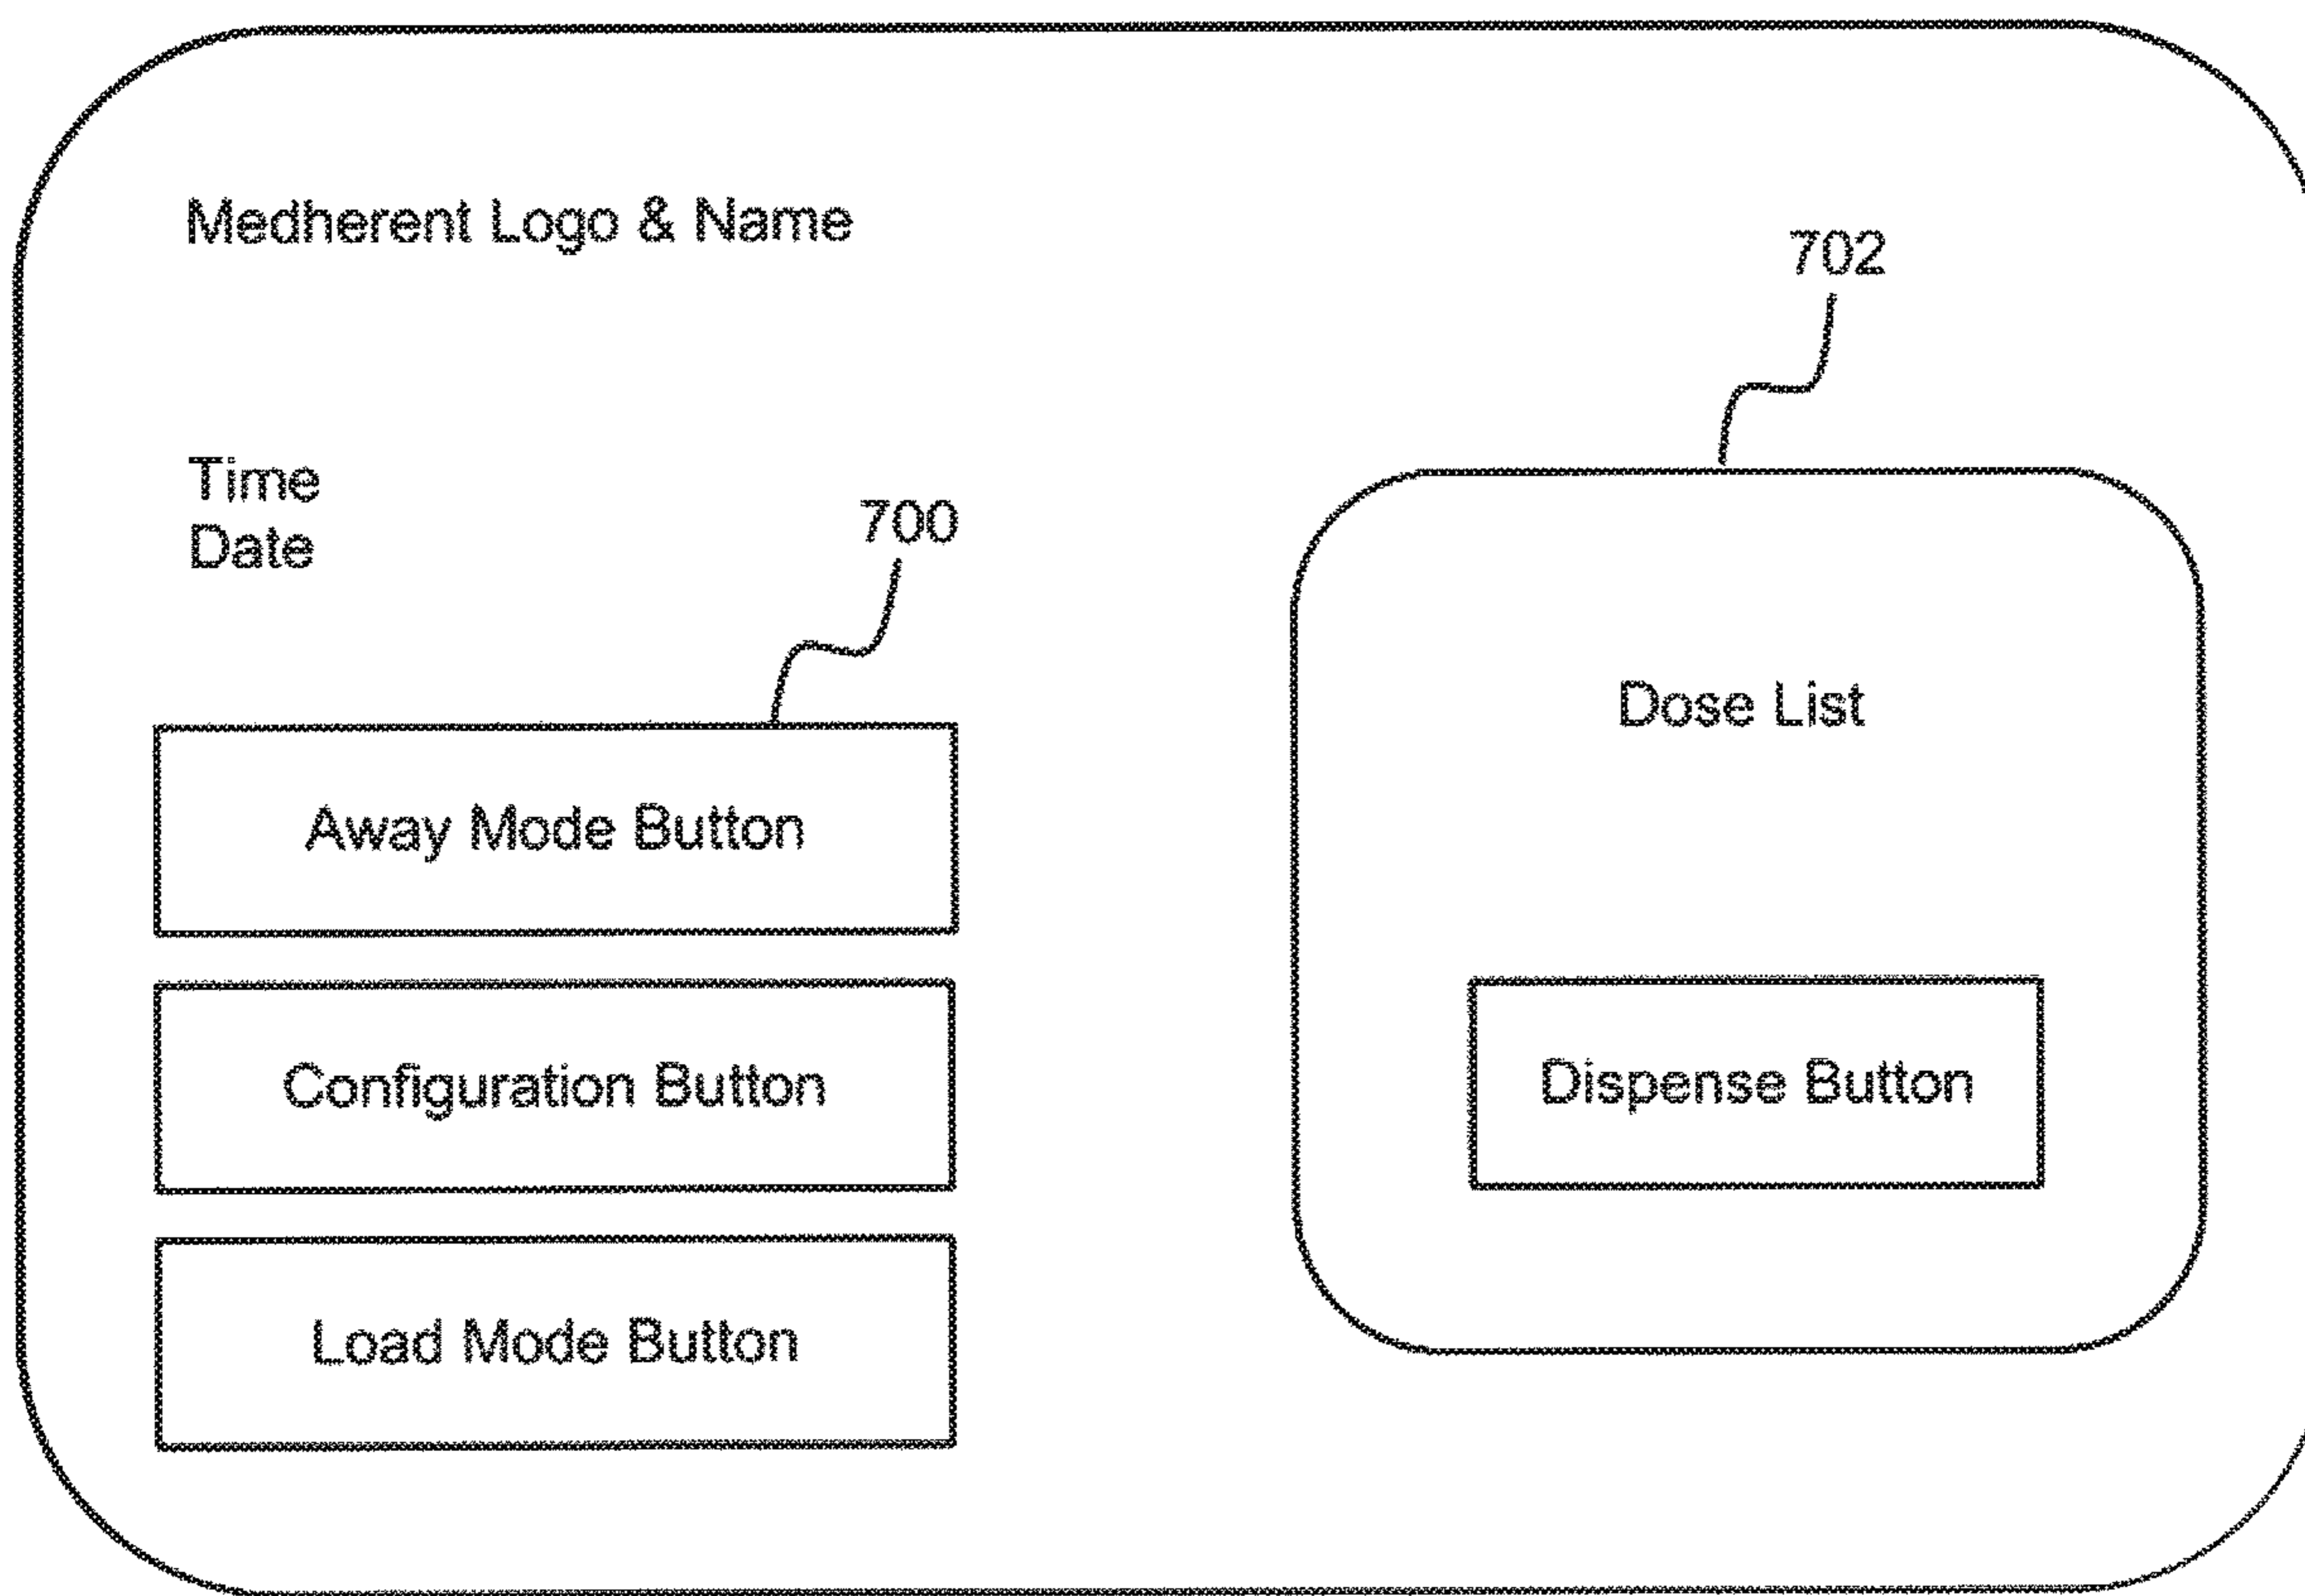 Medherent Logo & Name
702
Time
Date
700
Away Mode Button
Configuration Button
Load Mode Button
Dose List
Dispense Button